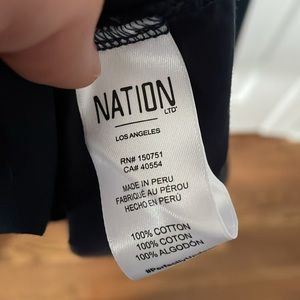 NATION
LTD
LOS ANGELES
RN# 150751
CA# 40554
MADE IN PERU
FABRIQUÉ AU PÉROU
HECHO EN PERÚ
100% COTTON
100% COTON
100% ALGODÓN